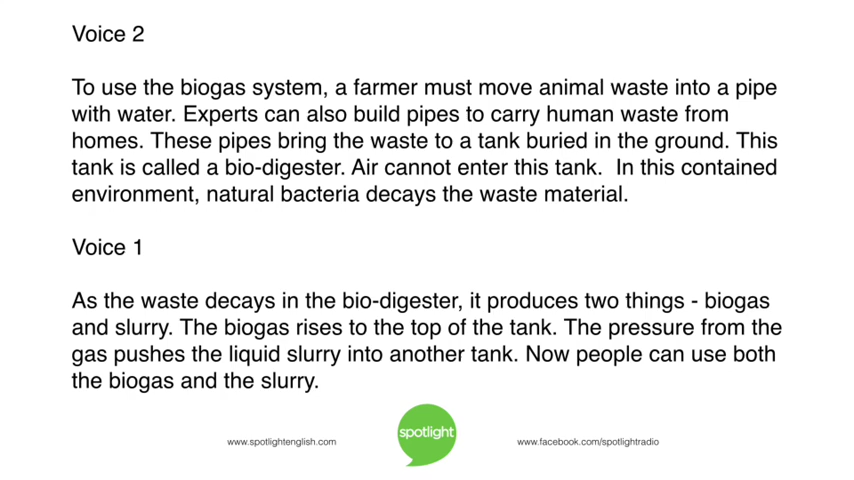 Voice 2
To use the biogas system, a farmer must move animal waste into a pipe
with water. Experts can also build pipes to carry human waste from
homes. These pipes bring the waste to a tank buried in the ground. This
tank is called a bio-digester. Air cannot enter this tank.  In this contained
environment, natural bacteria decays the waste material.
Voice 1
As the waste decays in the bio-digester, it produces two things - biogas
and slurry. The biogas rises to the top of the tank. The pressure from the
gas pushes the liquid slurry into another tank. Now people can use both
the biogas and the slurry.
www.spotlightenglish.com
spotlight
www.facebook.com/spotlightradio